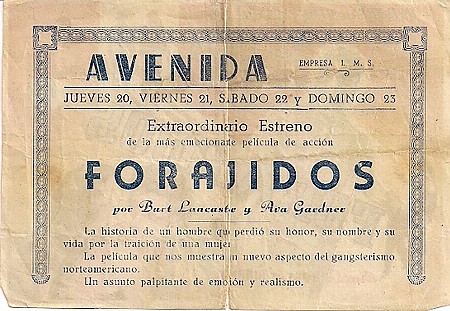 AVENIDA
EMPRESA I. M. S.
JUEVES 20, VIERNES 21, S.BADO 22 y DOMINGO 23
Extraordinario Estreno
de la más emocionante película de acción
FORAJIDOS
por Burt Lancaste y Ava Gardner
La historia de un hombre que perdió su honor, su nombre y su
vida por la traición de una mujer
La película que nos muestra un nuevo aspecto del gangsterismo
norteamericano.
Un asunto palpitante de emoción y realismo.